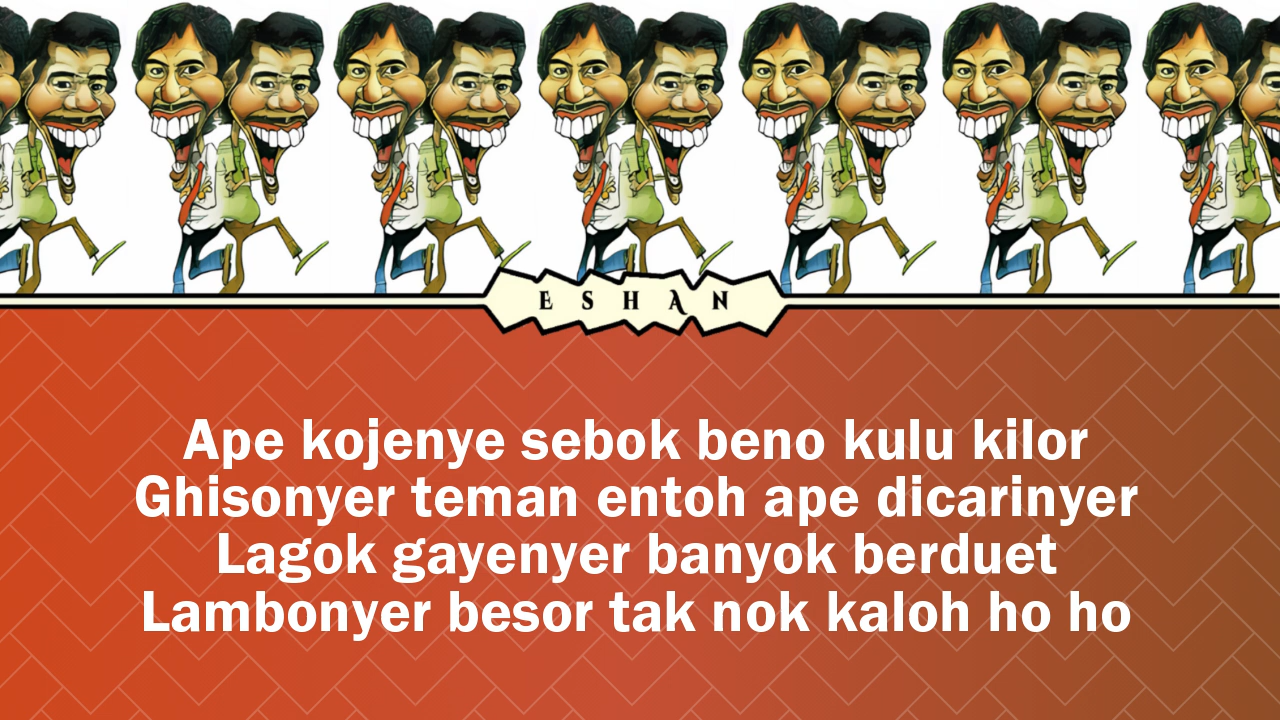 ESHAN
Ape kojenye sebok beno kulu kilor
Ghisonyer teman entoh ape dicarinyer
Lagok gayenyer banyok berduet
Lambonyer besor tak nok kaloh ho ho